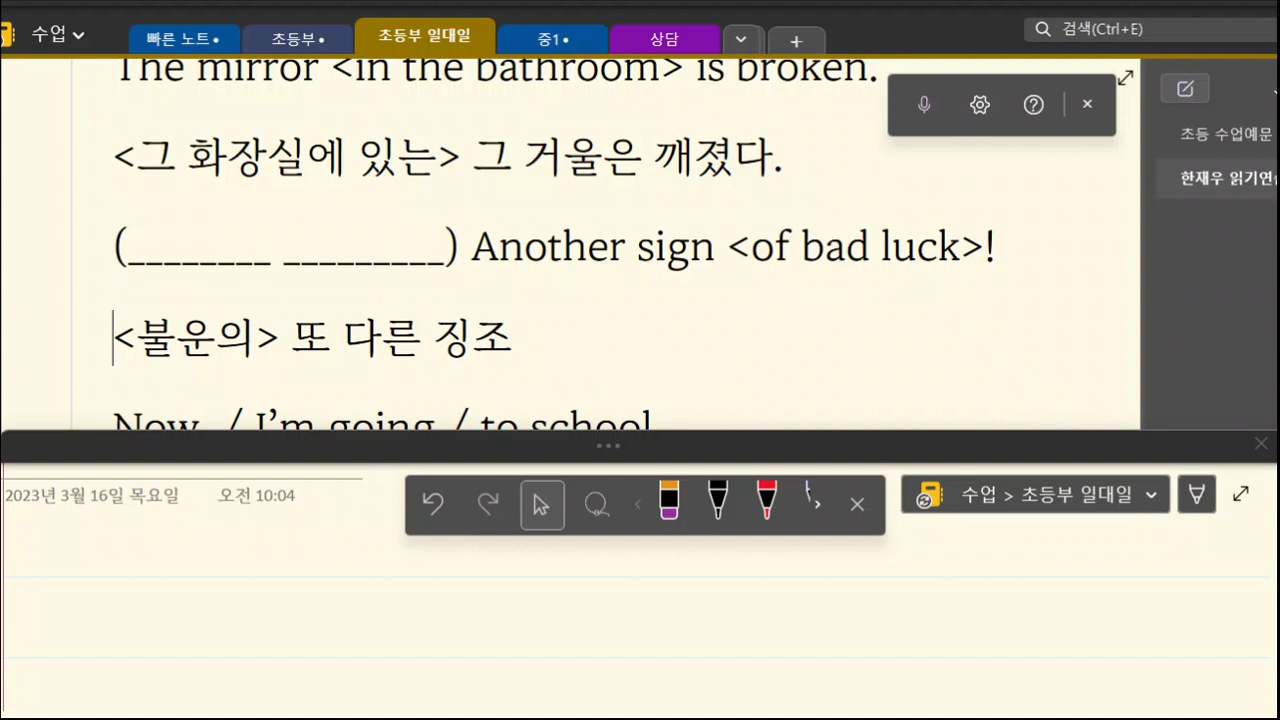 수업
빠른 노트•
초등부•
초등부 일대일
중1•
상담
검색(Ctrl+E)
The mirror <in the bathroom> is broken.
초등 수업예문
<그 화장실에 있는> 그 거울은 깨졌다.
한재우 읽기연습
(________ _________) Another sign <of bad luck>!
<불운의> 또 다른 징조
Now, / I’m going / to school
2023년 3월 16일 목요일
오전 10:04
수업 > 초등부 일대일